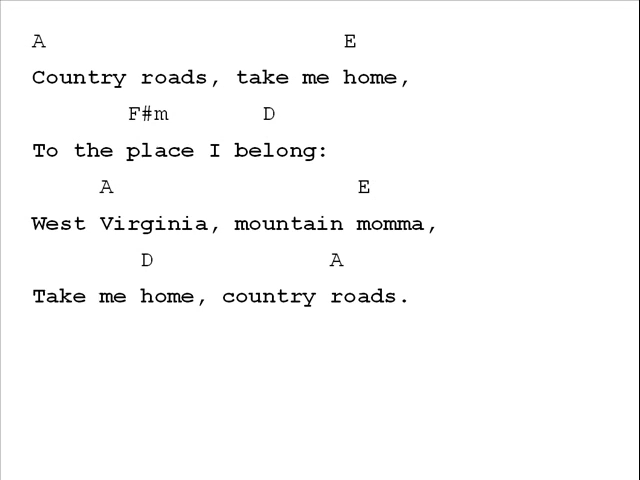 A                      E
Country roads, take me home,
       F#m       D
To the place I belong:
     A                  E
West Virginia, mountain momma,
        D             A
Take me home, country roads.